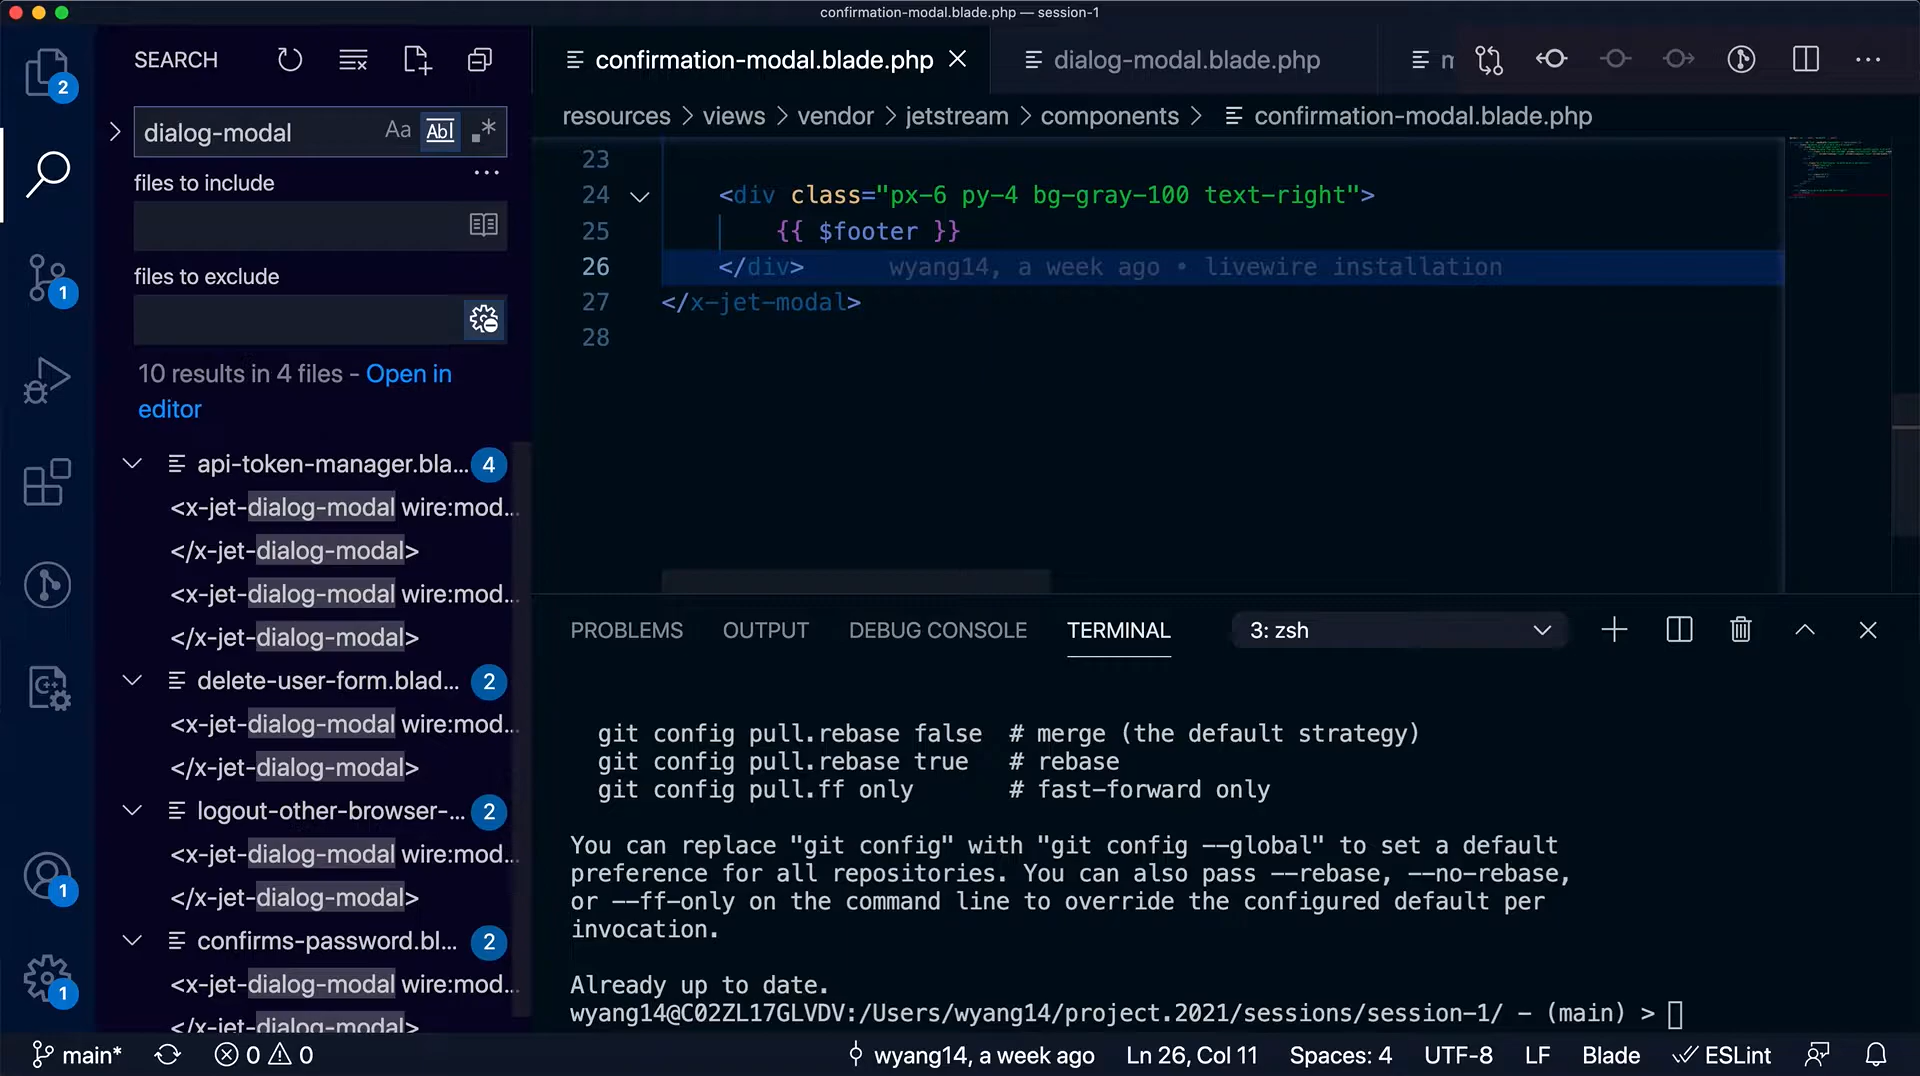 confirmation-modal.blade.php — session-1
SEARCH
confirmation-modal.blade.php
dialog-modal.blade.php
resources > views > vendor > jetstream > components > confirmation-modal.blade.php
dialog-modal
Aa
Abl
.*
files to include
files to exclude
10 results in 4 files - Open in
editor
api-token-manager.bla... 4
<x-jet-dialog-modal wire:mod...
</x-jet-dialog-modal>
<x-jet-dialog-modal wire:mod...
</x-jet-dialog-modal>
delete-user-form.blad... 2
<x-jet-dialog-modal wire:mod...
</x-jet-dialog-modal>
logout-other-browser-... 2
<x-jet-dialog-modal wire:mod...
</x-jet-dialog-modal>
confirms-password.bl... 2
<x-jet-dialog-modal wire:mod...
</x-jet-dialog-modal>
2
1
1
1
23
24 <div class="px-6 py-4 bg-gray-100 text-right">
25 {{ $footer }}
26 </div> wyang14, a week ago • livewire installation
27 </x-jet-modal>
28
PROBLEMS OUTPUT DEBUG CONSOLE TERMINAL 3: zsh
git config pull.rebase false # merge (the default strategy)
git config pull.rebase true # rebase
git config pull.ff only # fast-forward only
You can replace "git config" with "git config --global" to set a default
preference for all repositories. You can also pass --rebase, --no-rebase,
or --ff-only on the command line to override the configured default per
invocation.
Already up to date.
wyang14@C02ZL17GLVDV:/Users/wyang14/project.2021/sessions/session-1/ - (main) >
main* 0 0 wyang14, a week ago Ln 26, Col 11 Spaces: 4 UTF-8 LF Blade ESLint